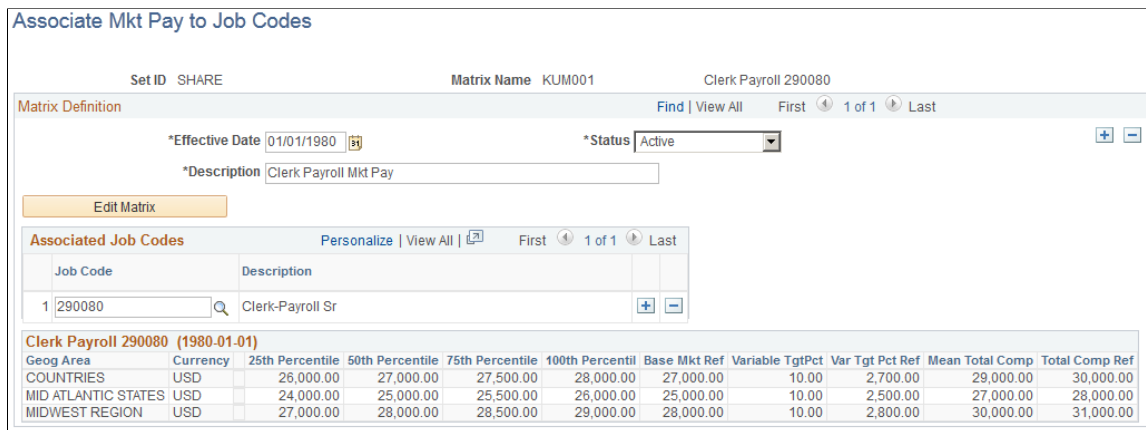 Associate Mkt Pay to Job Codes
Set ID SHARE Matrix Name KUM001 Clerk Payroll 290080
Matrix Definition Find | View All First 1 of 1 Last
*Effective Date 01/01/1980 31 *Status Active
*Description Clerk Payroll Mkt Pay
Edit Matrix
Associated Job Codes Personalize | View All | First 1 of 1 Last
Job Code Description
1 290080 Clerk-Payroll Sr
Clerk Payroll 290080 (1980-01-01)
Geog Area Currency 25th Percentile 50th Percentile 75th Percentile 100th Percentil Base Mkt Ref Variable TgtPct Var Tgt Pct Ref Mean Total Comp Total Comp Ref
COUNTRIES USD 26,000.00 27,000.00 27,500.00 28,000.00 27,000.00 10.00 2,700.00 29,000.00 30,000.00
MID ATLANTIC STATES USD 24,000.00 25,000.00 25,500.00 26,000.00 25,000.00 10.00 2,500.00 27,000.00 28,000.00
MIDWEST REGION USD 27,000.00 28,000.00 28,500.00 29,000.00 28,000.00 10.00 2,800.00 30,000.00 31,000.00